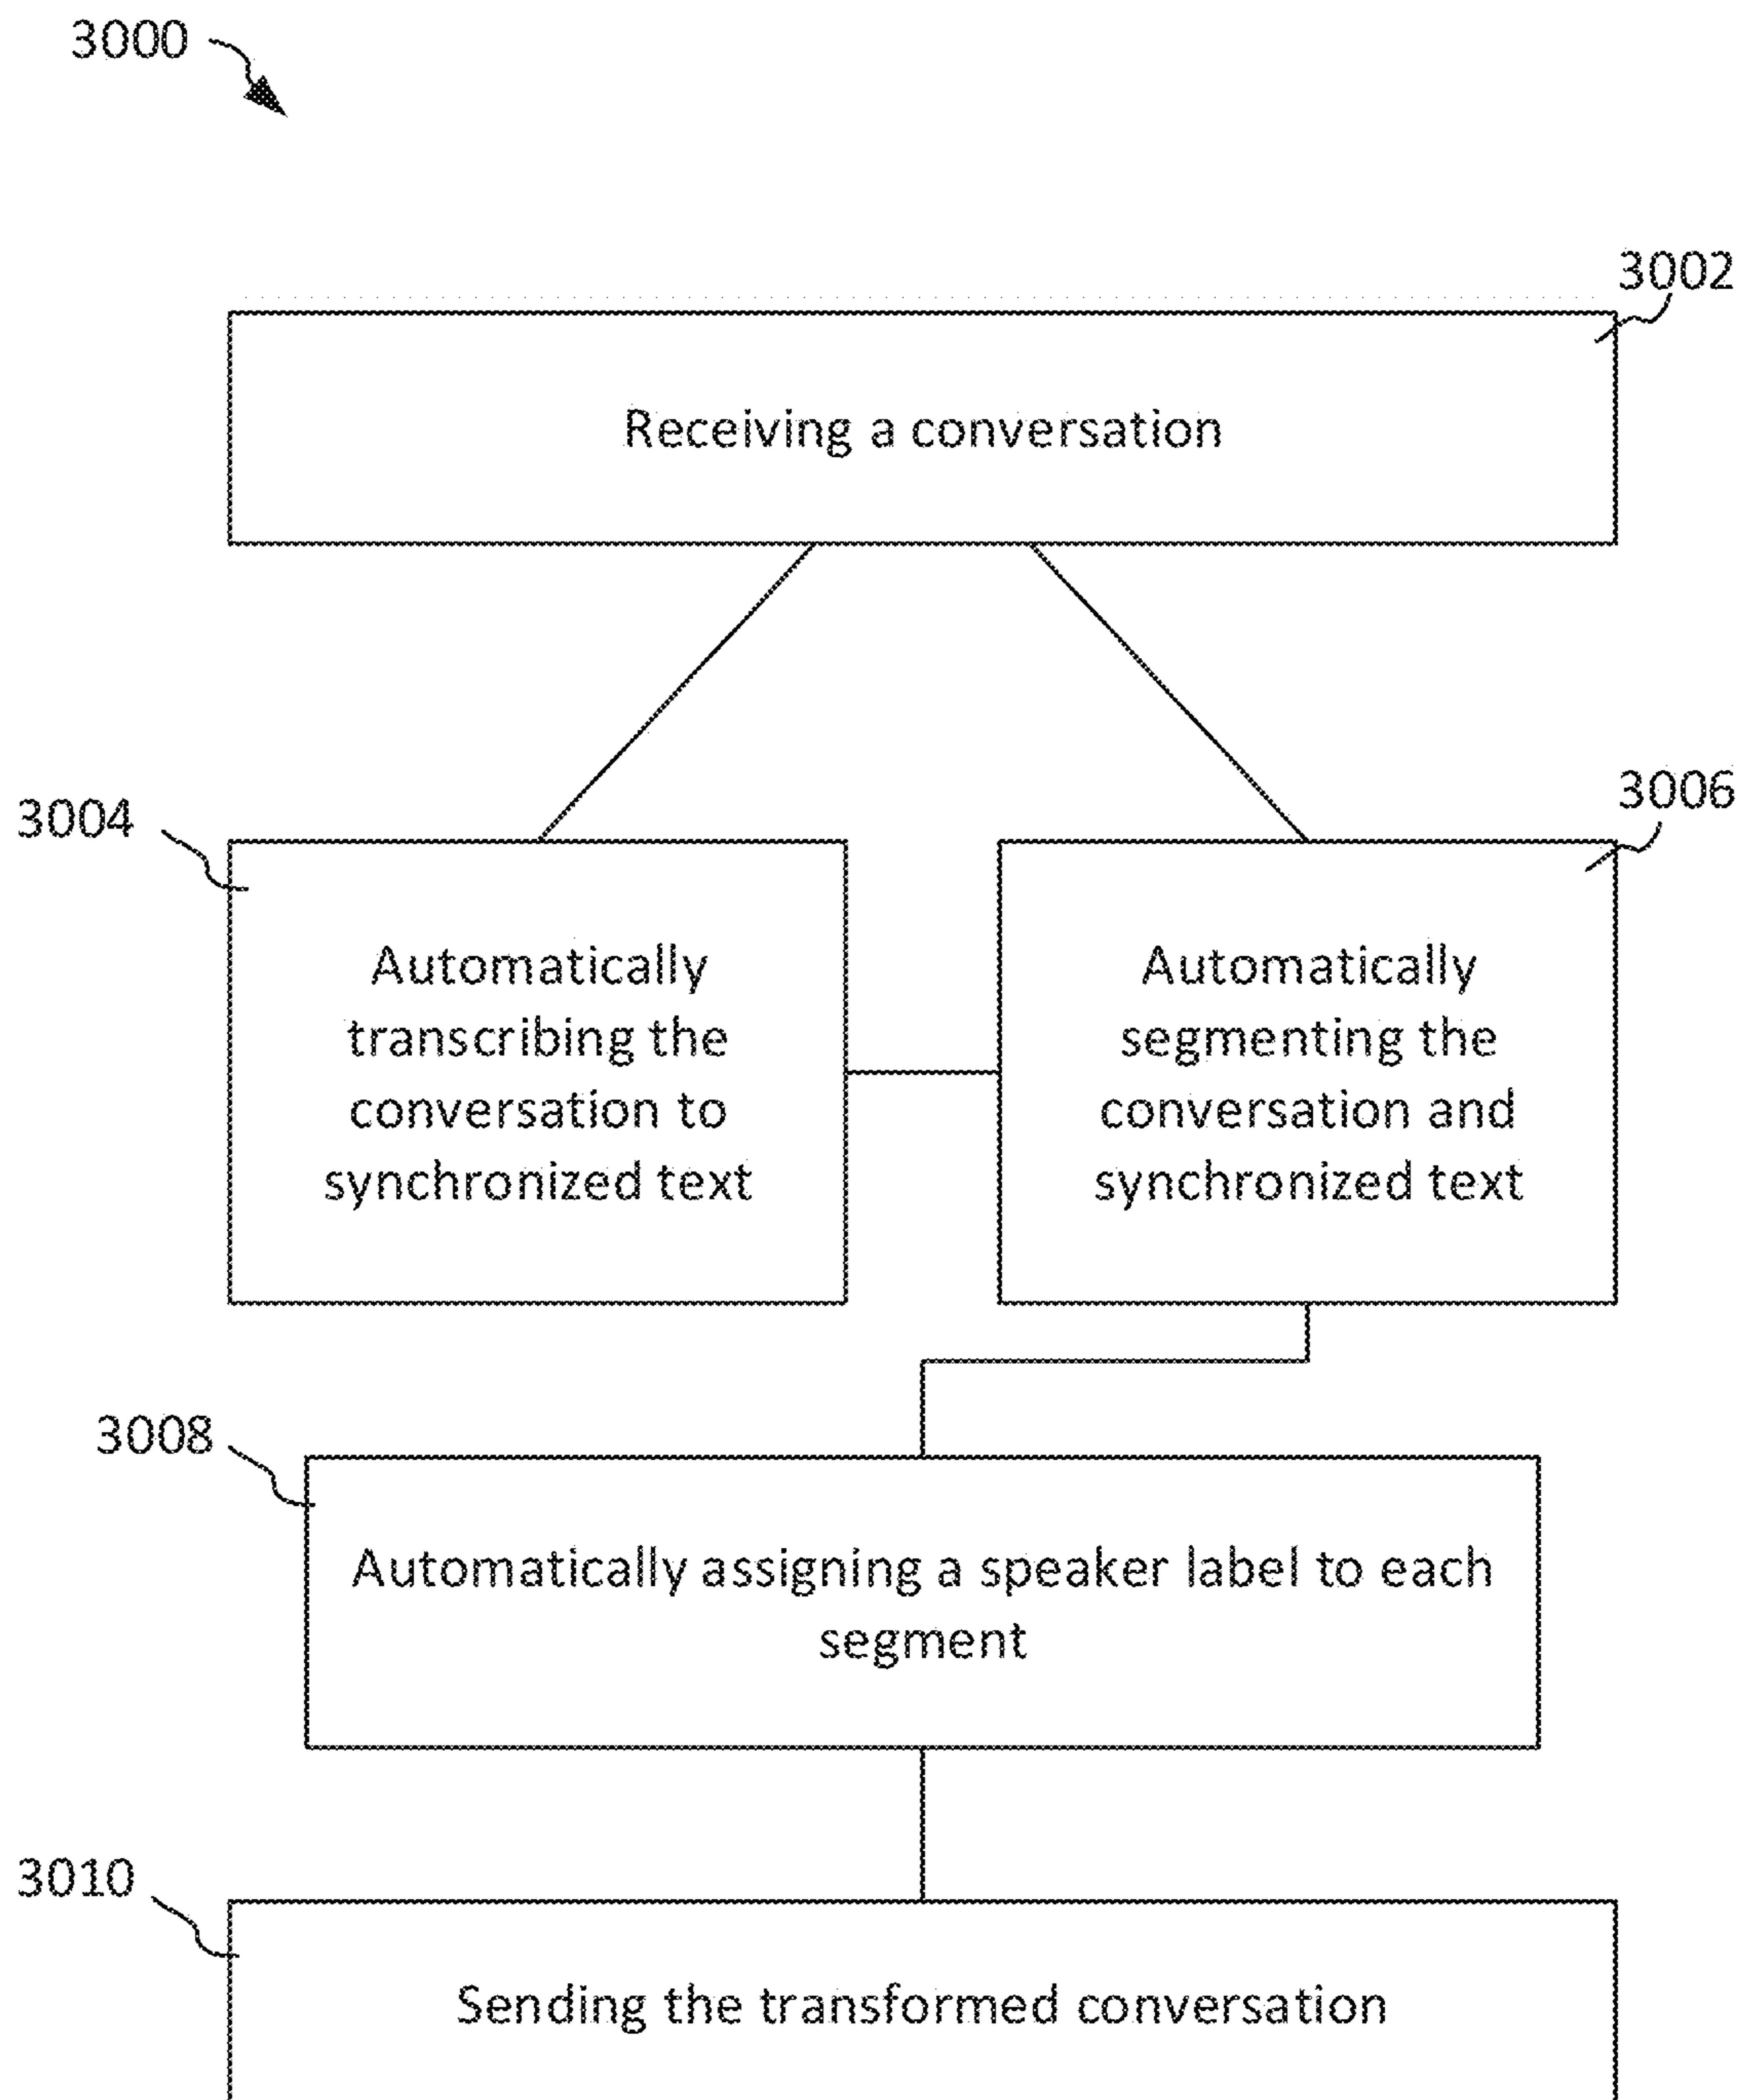 3000
3002
Receiving a conversation
3004
3006
Automatically
transcribing the
conversation to
synchronized text
Automatically
segmenting the
conversation and
synchronized text
3008
Automatically assigning a speaker label to each
segment
3010
Sending the transformed conversation